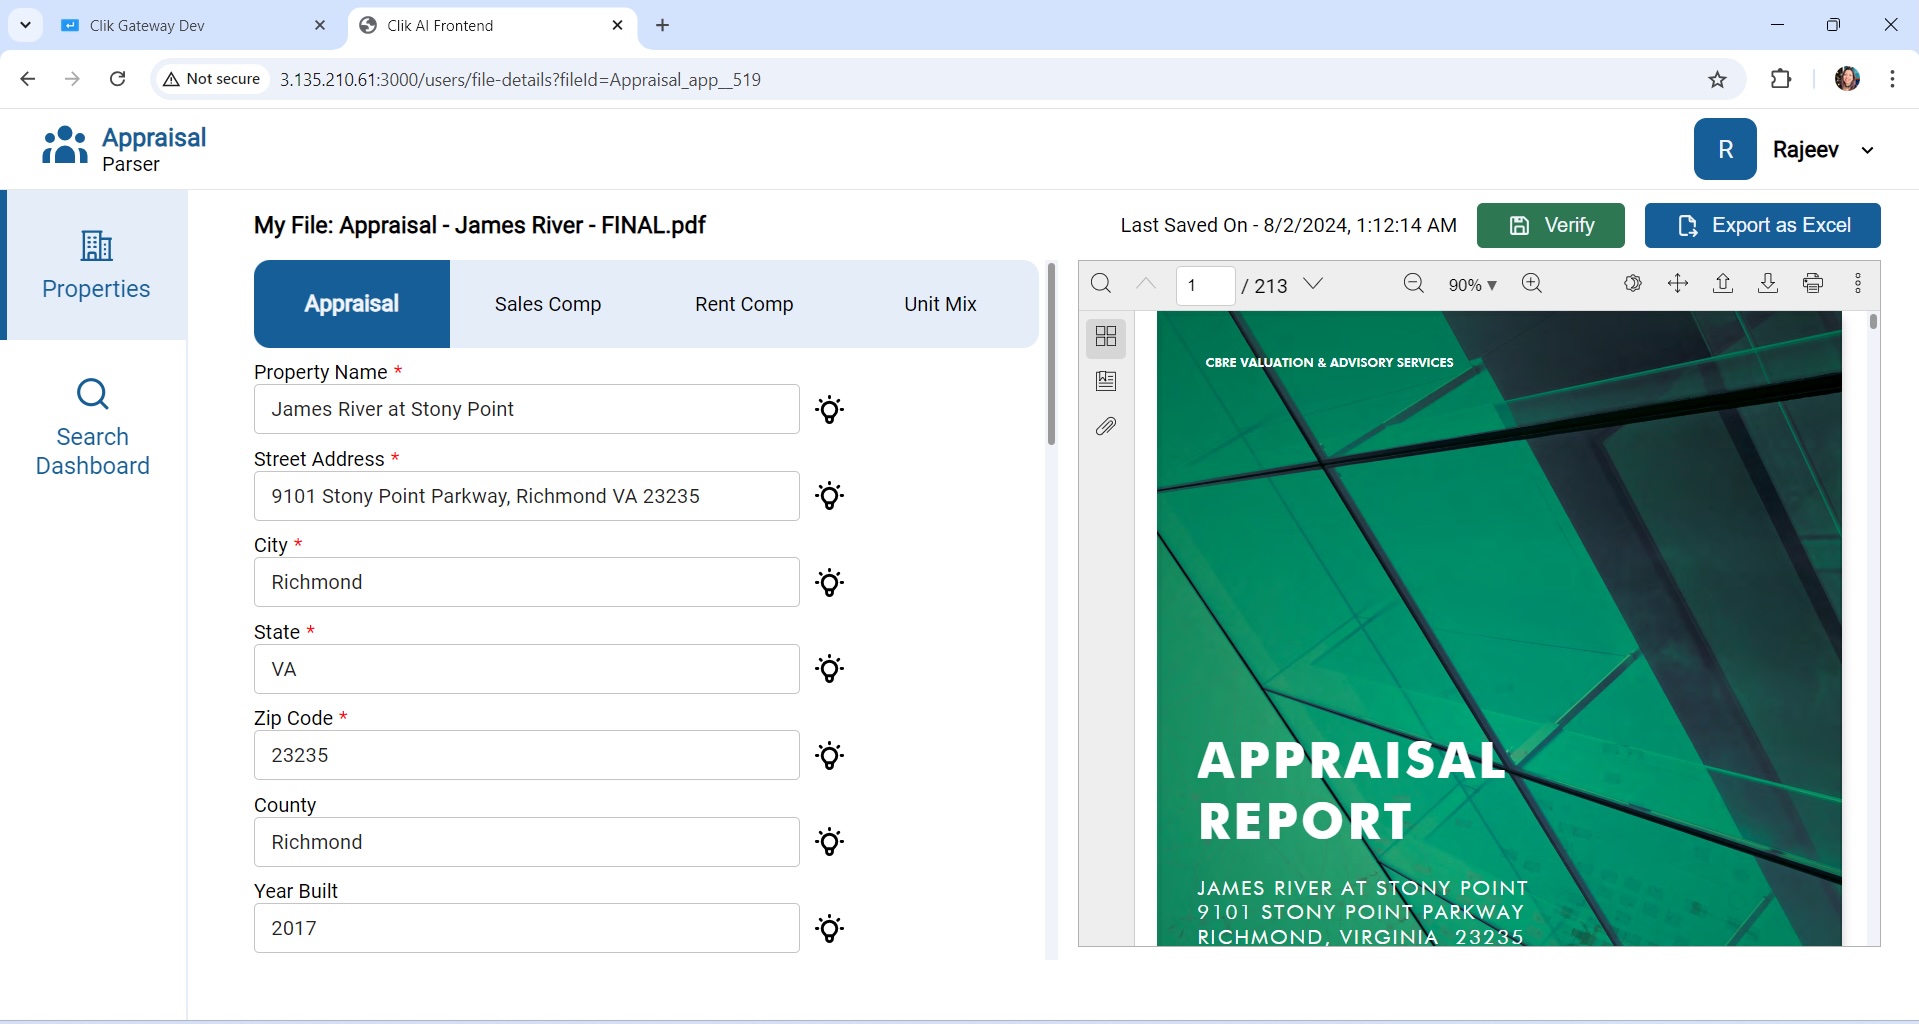 Clik Gateway Dev
Clik AI Frontend
Not secure
3.135.210.61:3000/users/file-details?fileId=Appraisal_app__519
Appraisal
Parser
R
Rajeev
Properties
Search
Dashboard
My File: Appraisal - James River - FINAL.pdf
Last Saved On - 8/2/2024, 1:12:14 AM
Verify
Export as Excel
Appraisal
Sales Comp
Rent Comp
Unit Mix
Property Name *
James River at Stony Point
Street Address *
9101 Stony Point Parkway, Richmond VA 23235
City *
Richmond
State *
VA
Zip Code *
23235
County
Richmond
Year Built
2017
1 / 213
90%
CBRE VALUATION & ADVISORY SERVICES
APPRAISAL
REPORT
JAMES RIVER AT STONY POINT
9101 STONY POINT PARKWAY
RICHMOND, VIRGINIA 23235